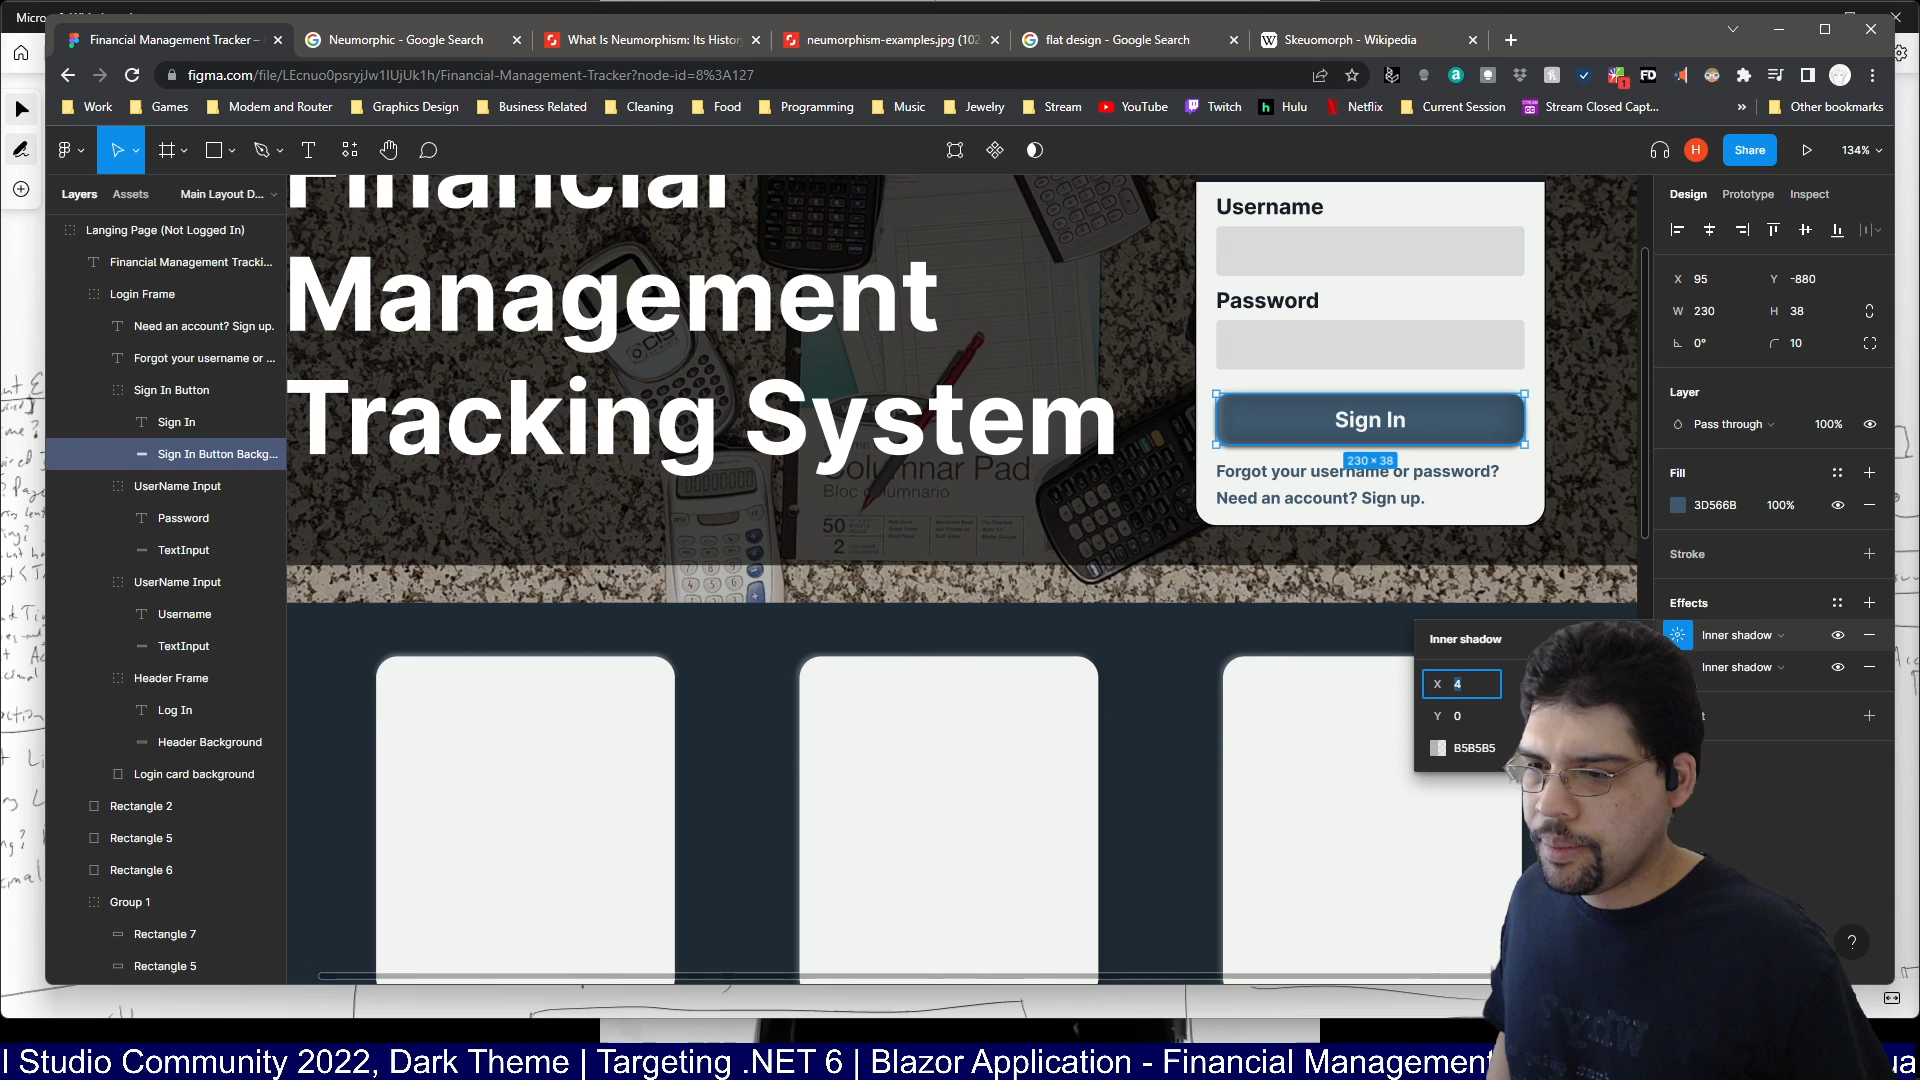 Financial Management Tracker –
Neumorphic - Google Search
What Is Neumorphism: Its Histor
neumorphism-examples.jpg (102
flat design - Google Search
Skeuomorph - Wikipedia
figma.com/file/LEcnuo0psryjJw1IUjUk1h/Financial-Management-Tracker?node-id=8%3A127
Work
Games
Modem and Router
Graphics Design
Business Related
Cleaning
Food
Programming
Music
Jewelry
Stream
YouTube
Twitch
Hulu
Netflix
Current Session
Stream Closed Capt...
Other bookmarks
H
Share
134%
Layers
Assets
Main Layout D...
Langing Page (Not Logged In)
Financial Management Tracki...
Login Frame
Need an account? Sign up.
Forgot your username or ...
Sign In Button
Sign In
Sign In Button Backg...
UserName Input
Password
TextInput
UserName Input
Username
TextInput
Header Frame
Log In
Header Background
Login card background
Rectangle 2
Rectangle 5
Rectangle 6
Group 1
Rectangle 7
Rectangle 5
Financial
Management
Tracking System
Columnar Pad
Bloc columnario
50
2
Username
Password
Sign In
230 × 38
Forgot your username or password?
Need an account? Sign up.
Design
Prototype
Inspect
X 95
Y -880
W 230
H 38
0°
10
Layer
Pass through
100%
Fill
3D566B
100%
Stroke
Effects
Inner shadow
Inner shadow
Inner shadow
X 4
Y 0
B5B5B5
?
l Studio Community 2022, Dark Theme | Targeting .NET 6 | Blazor Application - Financial Management